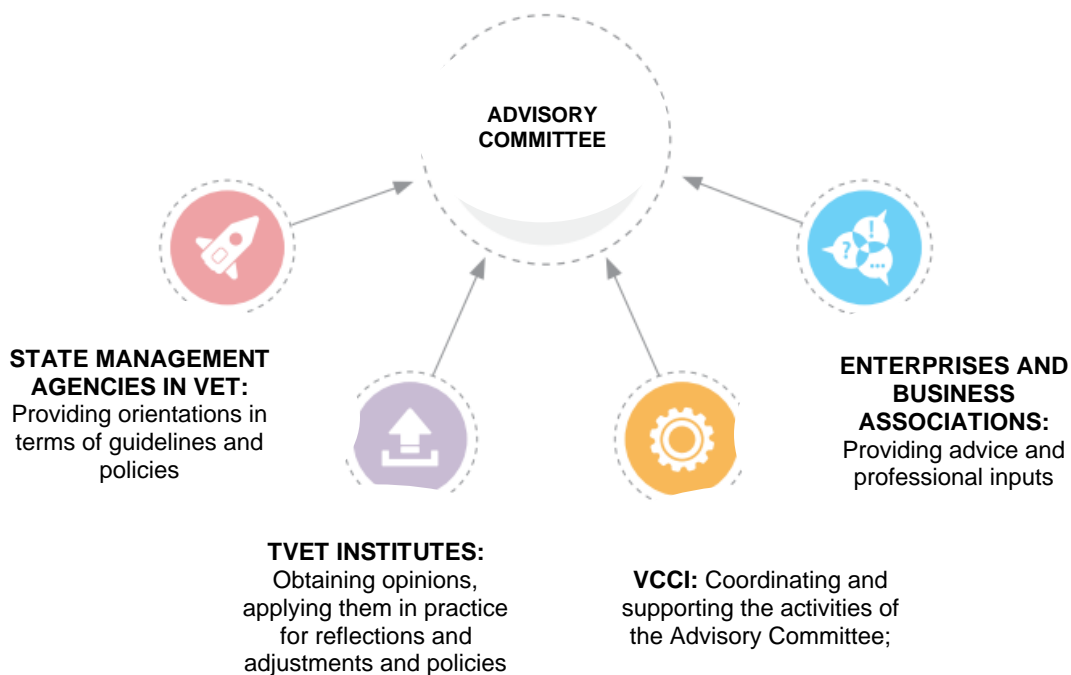 ADVISORY
COMMITTEE
!
?
...
STATE MANAGEMENT
AGENCIES IN VET:
Providing orientations in
terms of guidelines and
policies
ENTERPRISES AND
BUSINESS
ASSOCIATIONS:
Providing advice and
professional inputs
TVET INSTITUTES:
Obtaining opinions,
applying them in practice
for reflections and
adjustments and policies
VCCI: Coordinating and
supporting the activities of
the Advisory Committee;